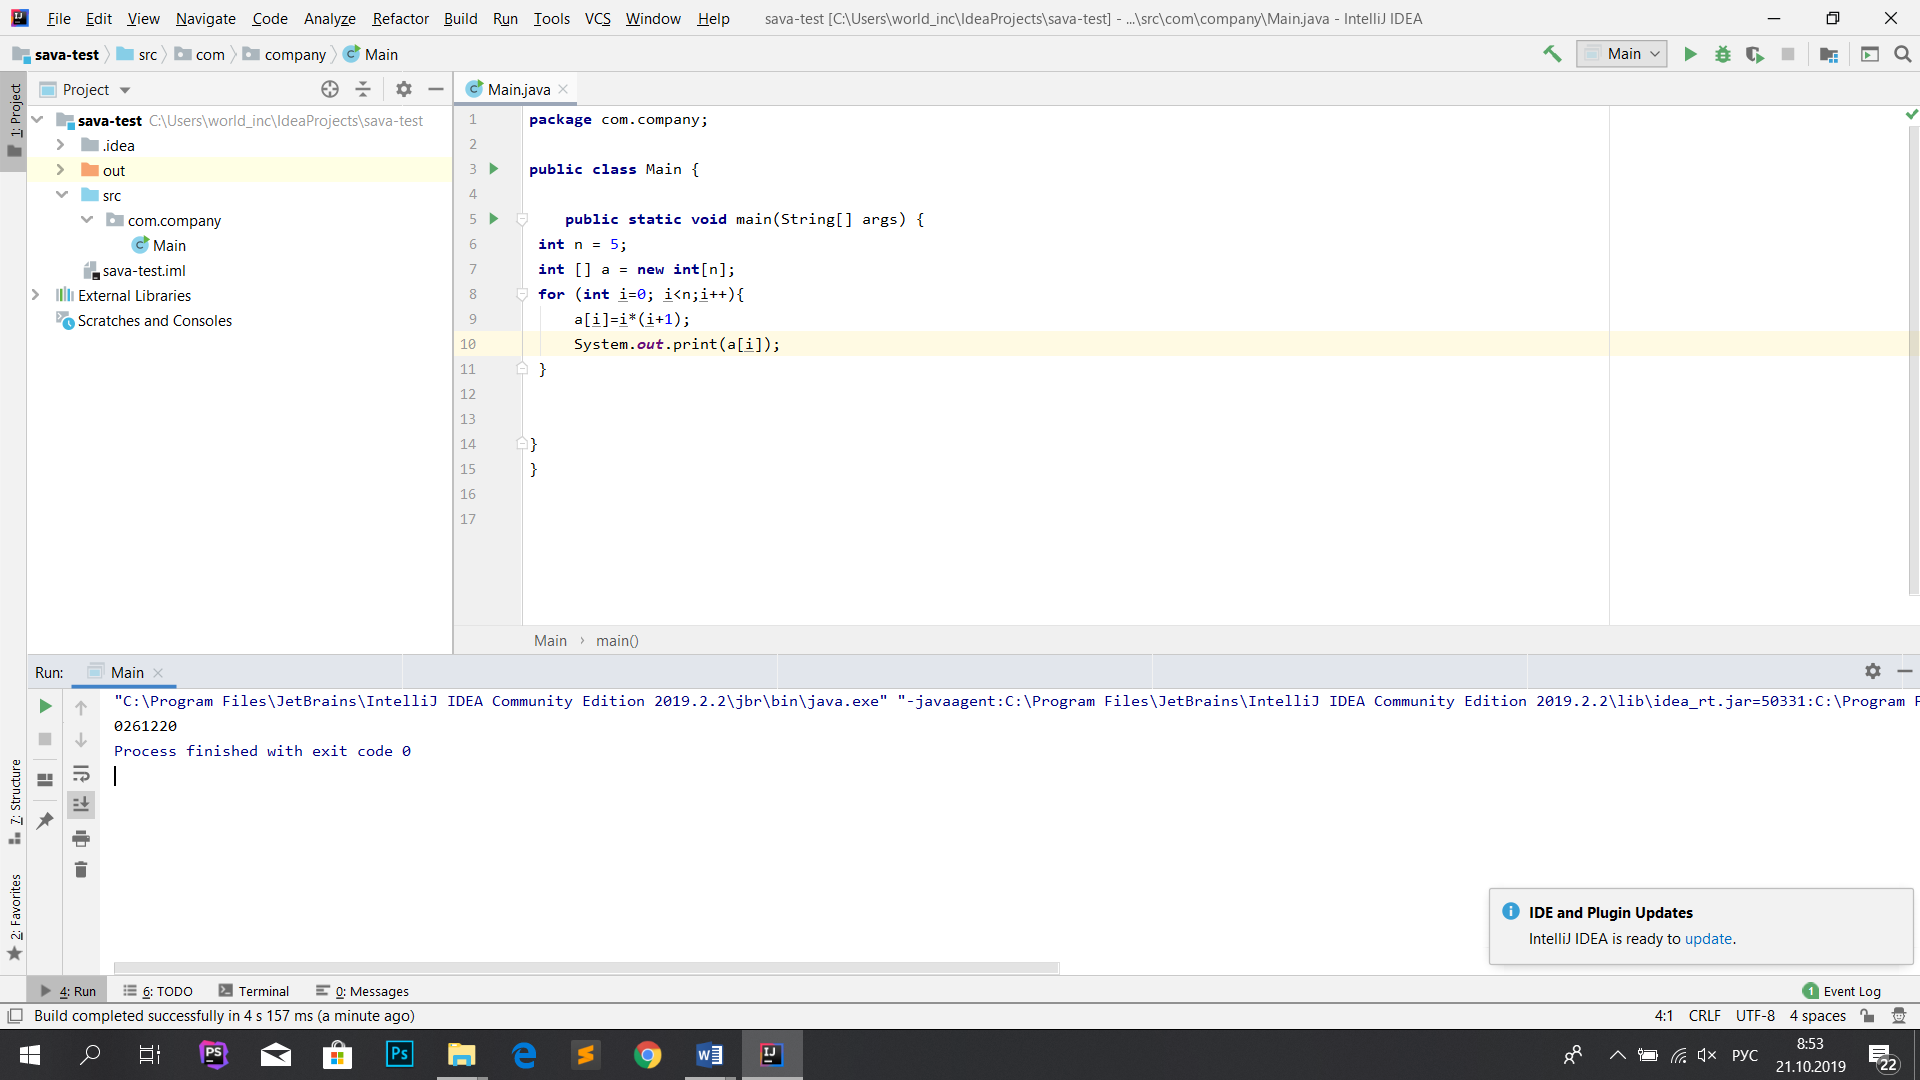 File Edit View Navigate Code Analyze Refactor Build Run Tools VCS Window Help sava-test [C:\Users\world_inc\IdeaProjects\sava-test] - ...\src\com\company\Main.java - IntelliJ IDEA
sava-test src com company Main Main
1: Project
Project
Main.java
sava-test C:\Users\world_inc\IdeaProjects\sava-test
.idea
out
src
com.company
Main
sava-test.iml
External Libraries
Scratches and Consoles
1 package com.company;
2
3 public class Main {
4
5 public static void main(String[] args) {
6 int n = 5;
7 int [] a = new int[n];
8 for (int i=0; i<n;i++){
9 a[i]=i*(i+1);
10 System.out.print(a[i]);
11 }
12
13
14 }
15 }
16
17
Main › main()
Run: Main
"C:\Program Files\JetBrains\IntelliJ IDEA Community Edition 2019.2.2\jbr\bin\java.exe" "-javaagent:C:\Program Files\JetBrains\IntelliJ IDEA Community Edition 2019.2.2\lib\idea_rt.jar=50331:C:\Program F
0261220
Process finished with exit code 0
7: Structure
2: Favorites
IDE and Plugin Updates
IntelliJ IDEA is ready to update.
4: Run 6: TODO Terminal 0: Messages 1 Event Log
Build completed successfully in 4 s 157 ms (a minute ago) 4:1 CRLF UTF-8 4 spaces
PS Ps W IJ РУС 8:53
21.10.2019 22